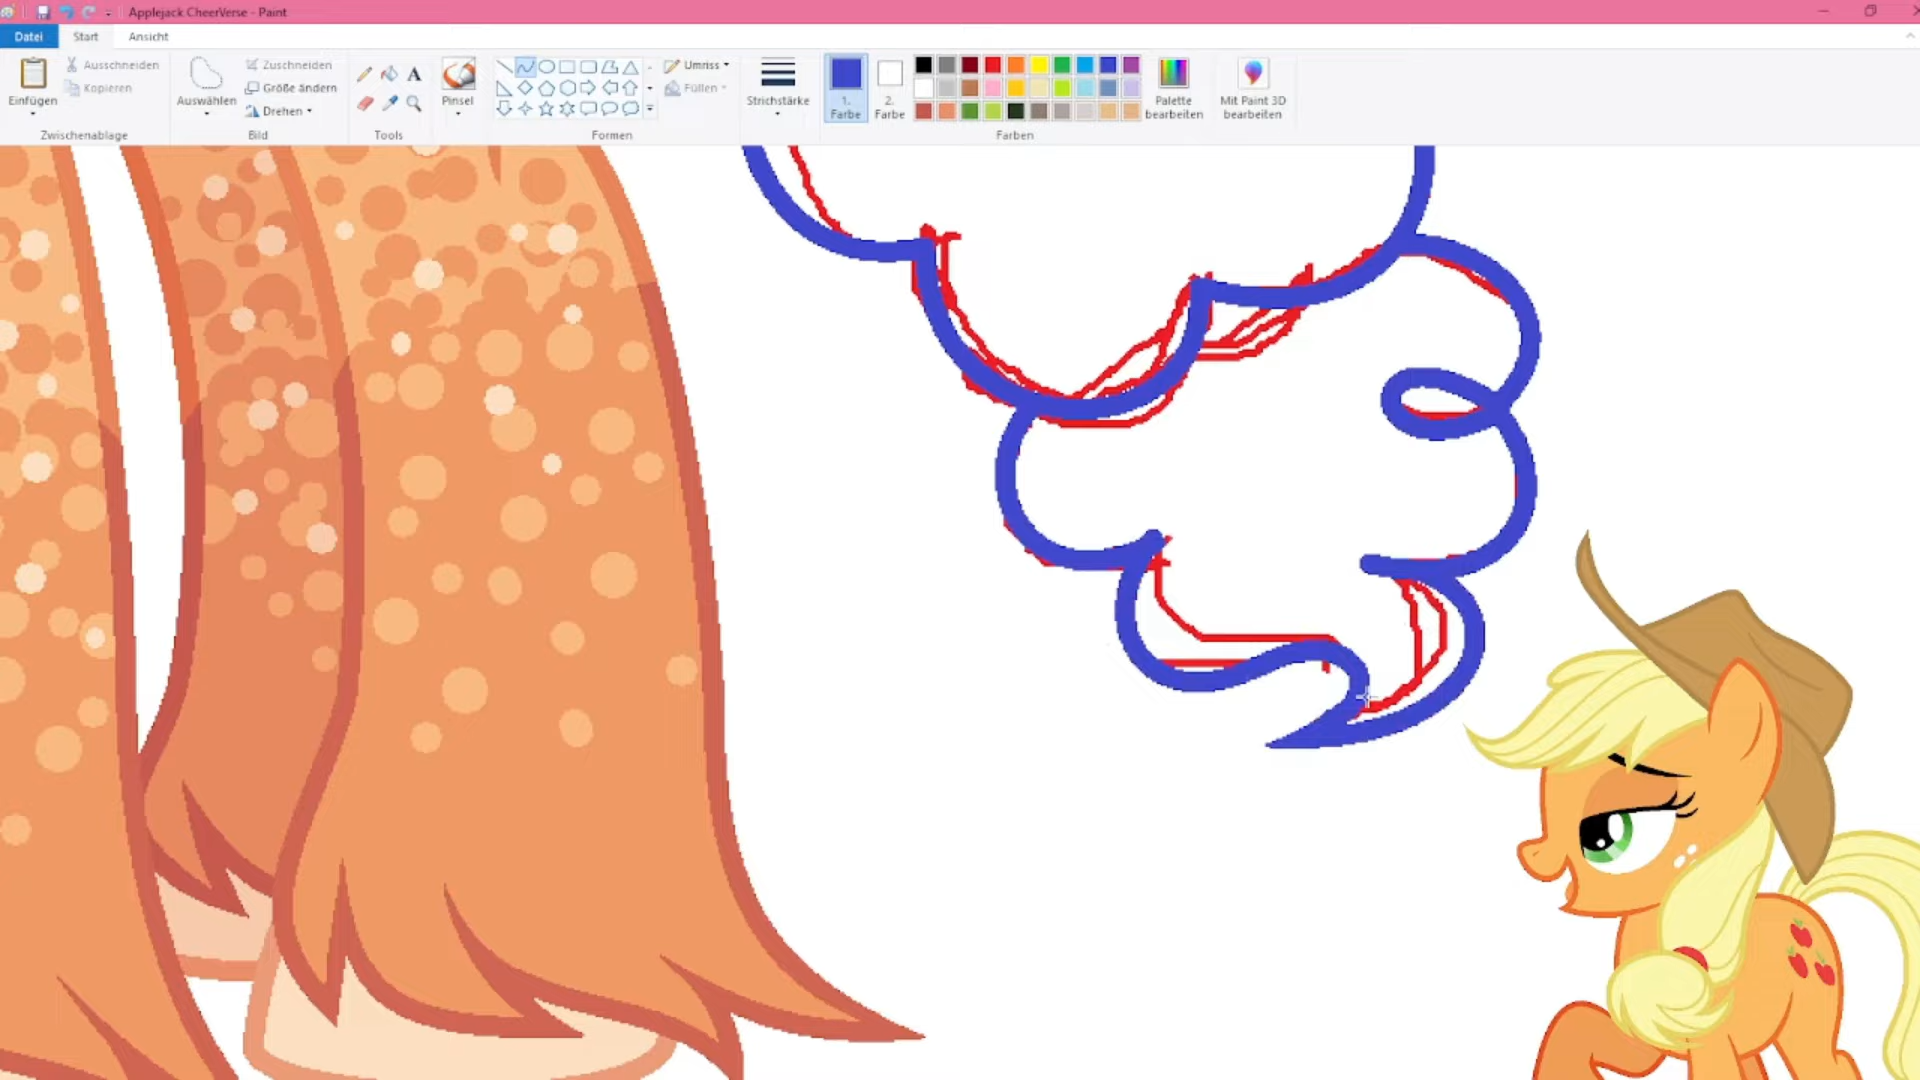 Applejack CheerVerse - Paint
Datei Start Ansicht
Einfügen
Ausschneiden
Kopieren
Zwischenablage
Auswählen
Zuschneiden
Größe ändern
Drehen
Bild
A
Tools
Pinsel
Formen
Umriss
Füllen
Strichstärke
1.
Farbe
2.
Farbe
Farben
Palette
bearbeiten
Mit Paint 3D
bearbeiten